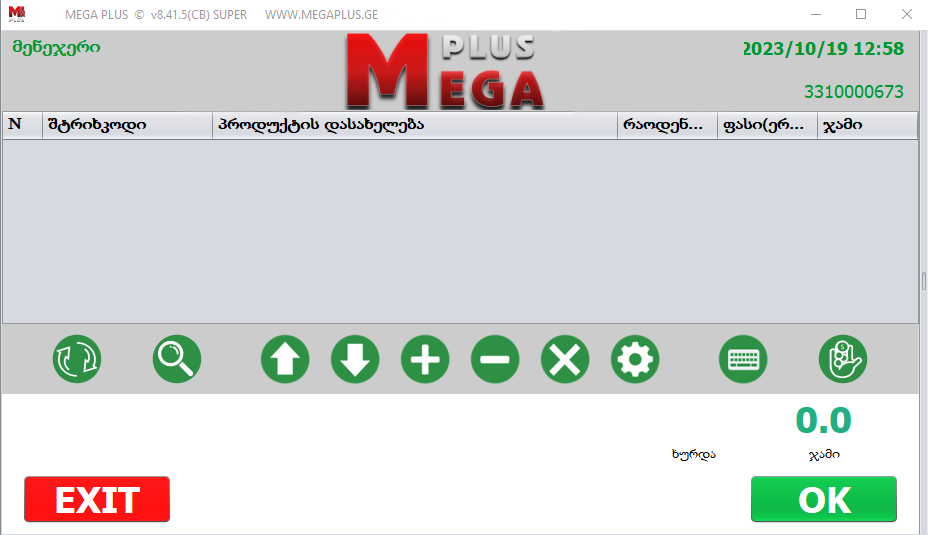 MEGA PLUS © v8.41.5(CB) SUPER WWW.MEGAPLUS.GE
მენეჯერი
PLUS
MEGA
2023/10/19 12:58
3310000673
N შტრიხკოდი პროდუქტის დასახელება რაოდენ... ფასი(ერ... ჯამი
0.0
ხურდა ჯამი
EXIT OK